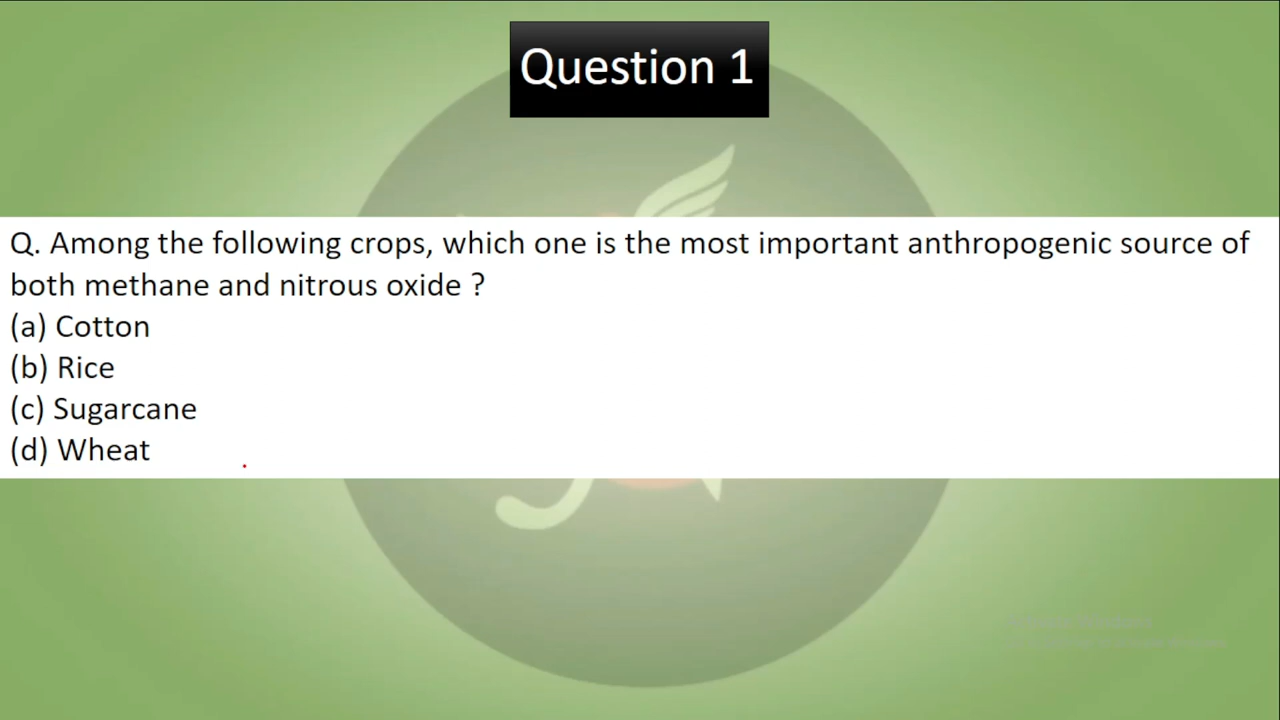 Question 1
Q. Among the following crops, which one is the most important anthropogenic source of
both methane and nitrous oxide ?
(a) Cotton
(b) Rice
(c) Sugarcane
(d) Wheat